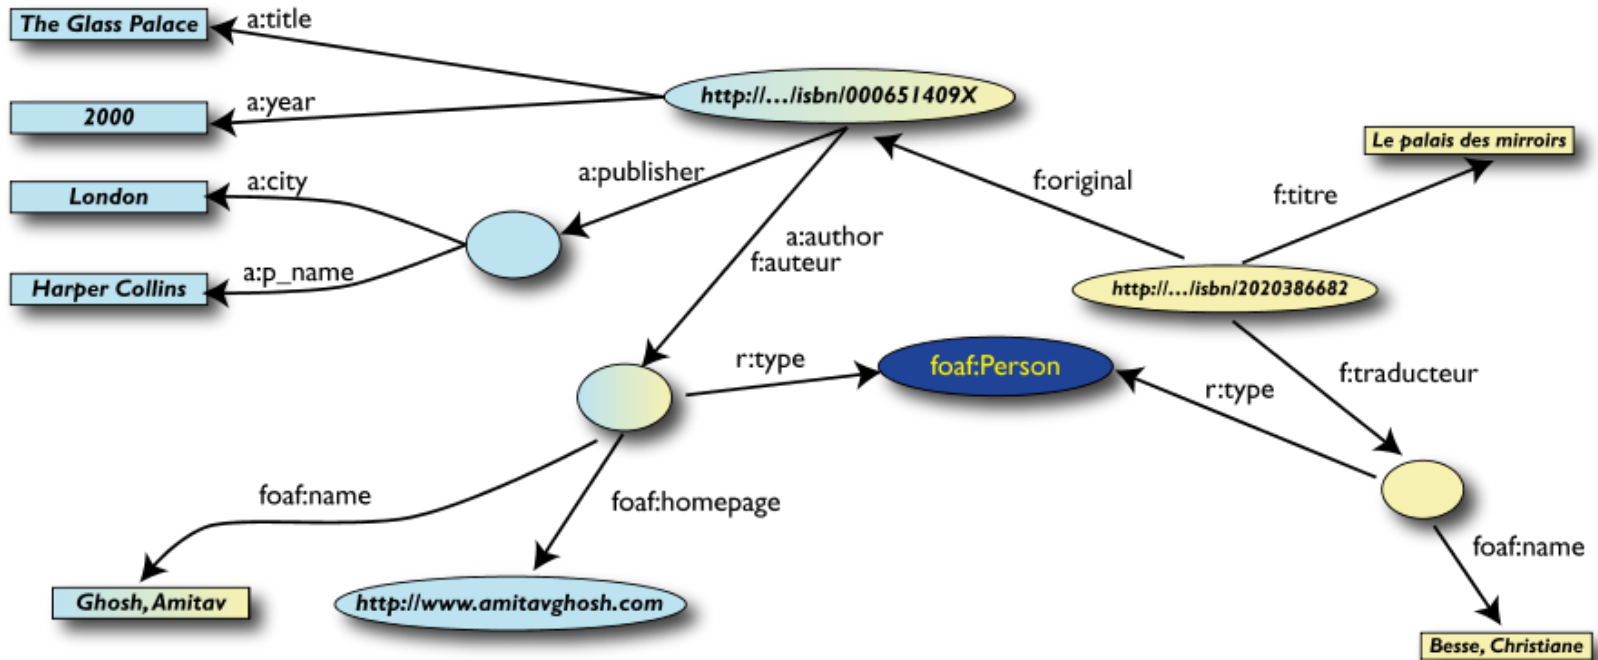 The Glass Palace
a:title
http://.../isbn/000651409X
2000
a:year
Le palais des mirroirs
a:publisher
f:original
f:titre
London
a:city
a:author
f:auteur
Harper Collins
a:p_name
http://.../isbn/2020386682
r:type
foaf:Person
r:type
f:traducteur
foaf:name
foaf:homepage
foaf:name
Ghosh, Amitav
http://www.amitavghosh.com
Besse, Christiane